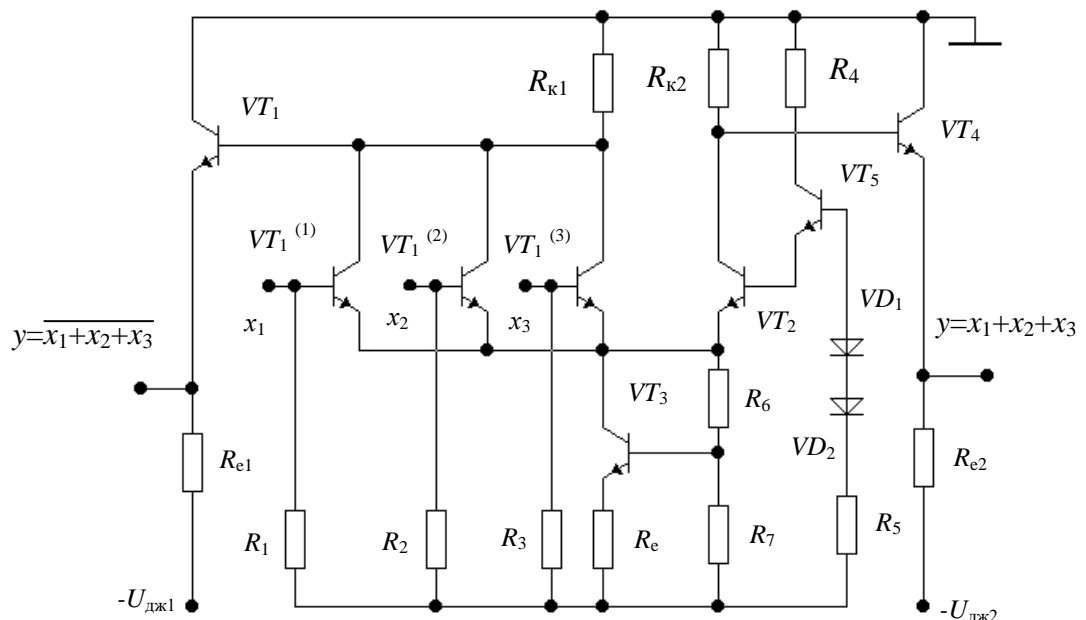 Rк1
Rк2
R4
VT1
VT4
VT5
VT1 (1)
VT1 (2)
VT1 (3)
x1
x2
x3
VT2
VD1
y=x1+x2+x3
y=x1+x2+x3
VT3
R6
VD2
Re1
Re2
R1
R2
R3
Re
R7
R5
-Uдж1
-Uдж2